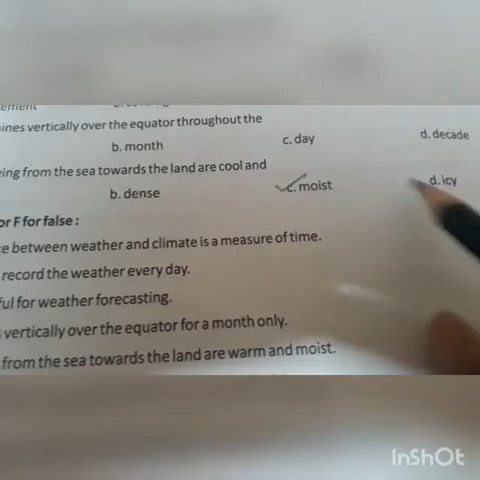 ement
ines vertically over the equator throughout the
b. month c. day d. decade
ing from the sea towards the land are cool and
b. dense c. moist d. icy
or F for false :
e between weather and climate is a measure of time.
record the weather every day.
ful for weather forecasting.
vertically over the equator for a month only.
from the sea towards the land are warm and moist.
InShOt